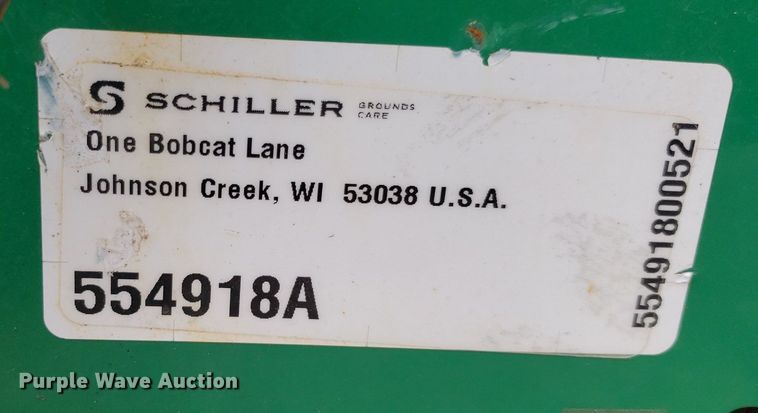 SCHILLER GROUNDS CARE
One Bobcat Lane
Johnson Creek, WI 53038 U.S.A.
554918A
55491800521
Purple Wave Auction